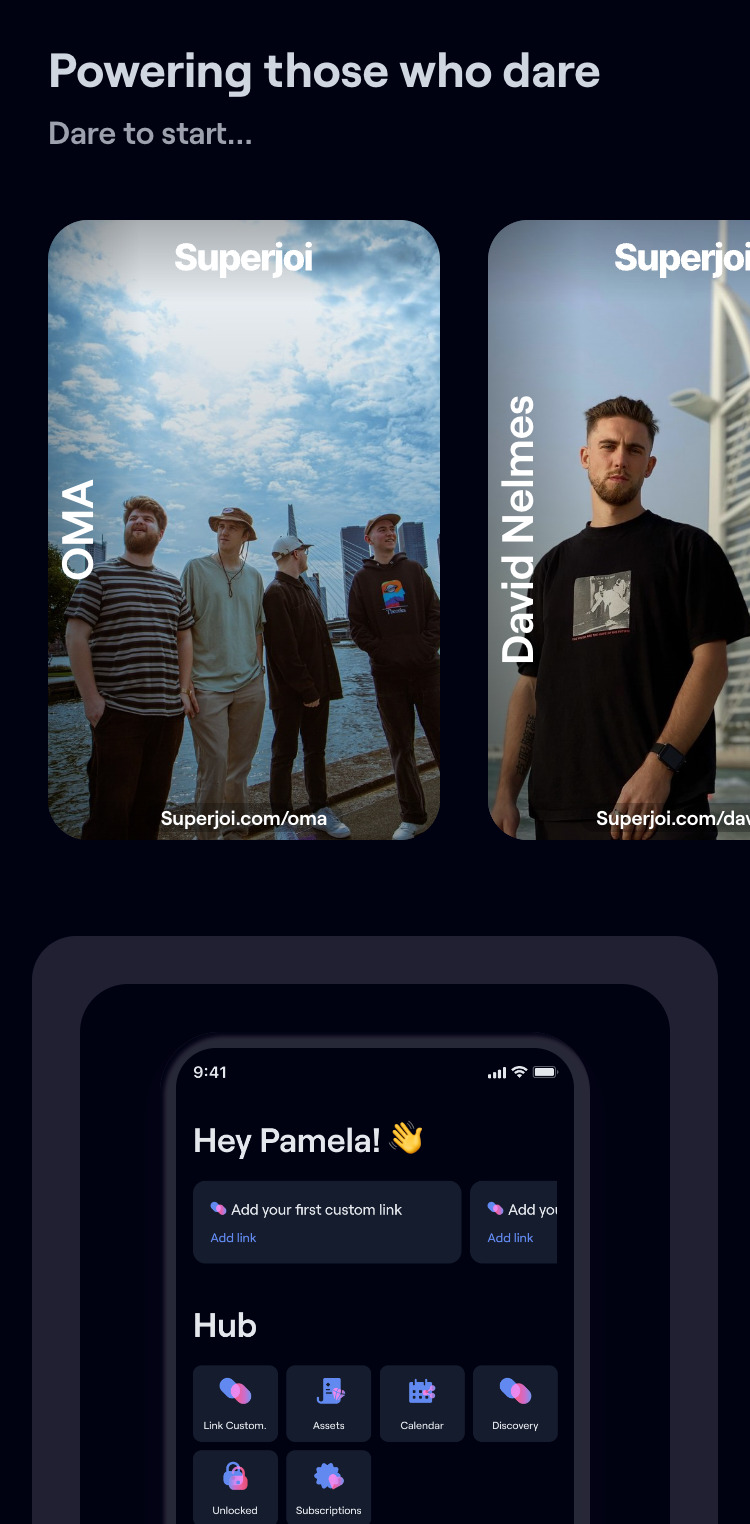 Powering those who dare
Dare to start...
Superjoi
OMA
Superjoi.com/oma
Superjoi
David Nelmes
Superjoi.com/dav
9:41
Hey Pamela! 👋
Add your first custom link
Add link
Add you
Add link
Hub
Link Custom.
Assets
Calendar
Discovery
Unlocked
Subscriptions